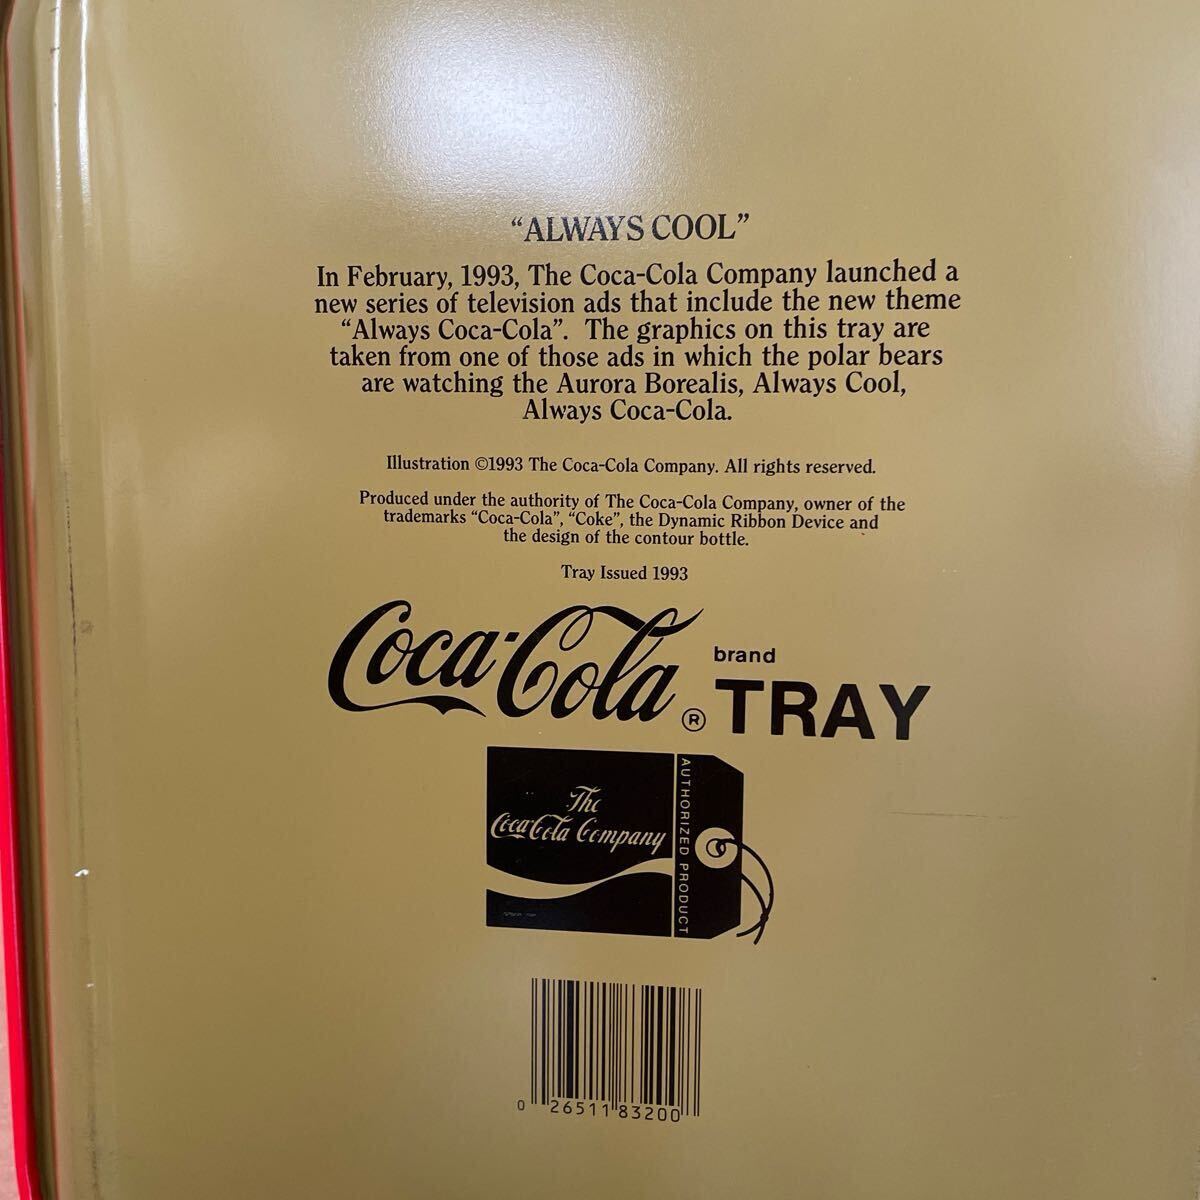 “ALWAYS COOL”
In February, 1993, The Coca-Cola Company launched a
new series of television ads that include the new theme
“Always Coca-Cola”. The graphics on this tray are
taken from one of those ads in which the polar bears
are watching the Aurora Borealis, Always Cool,
Always Coca-Cola.
Illustration ©1993 The Coca-Cola Company. All rights reserved.
Produced under the authority of The Coca-Cola Company, owner of the
trademarks “Coca-Cola”, “Coke”, the Dynamic Ribbon Device and
the design of the contour bottle.
Tray Issued 1993
Coca-Cola ® brand
TRAY
The
Coca-Cola Company
AUTHORIZED PRODUCT
0 26511 83200